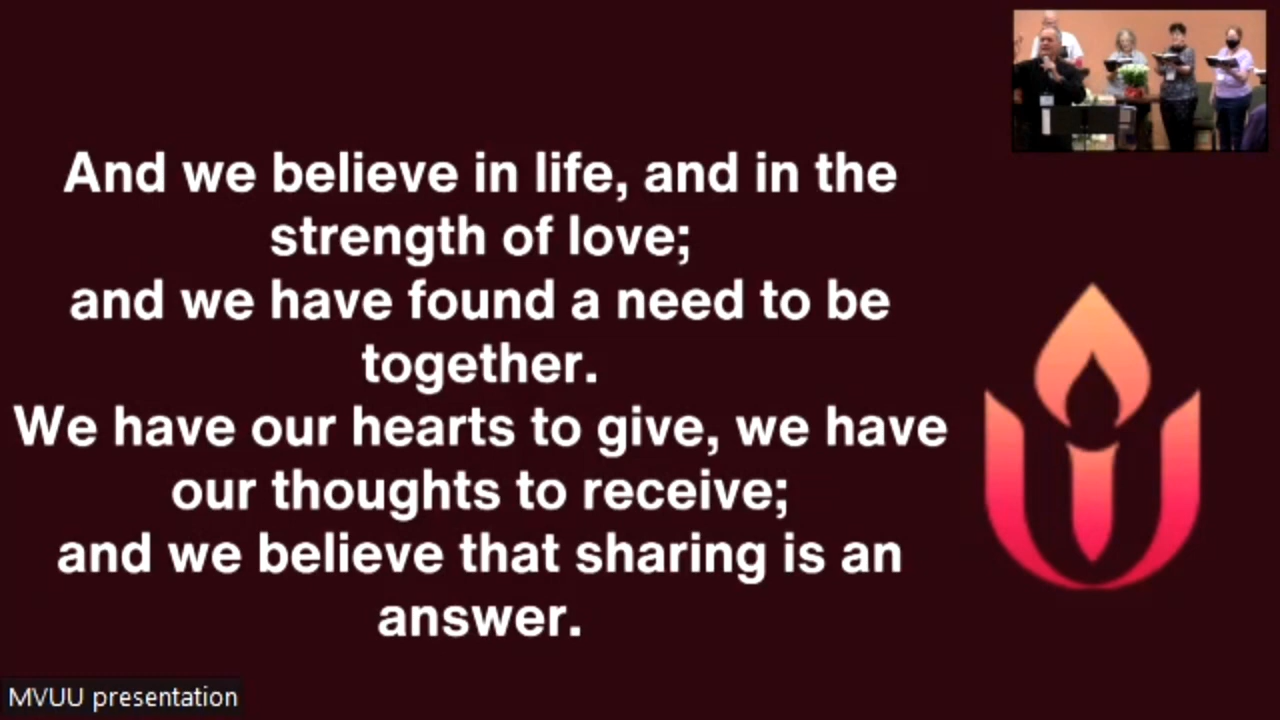 And we believe in life, and in the
strength of love;
and we have found a need to be
together.
We have our hearts to give, we have
our thoughts to receive;
and we believe that sharing is an
answer.
MVUU presentation